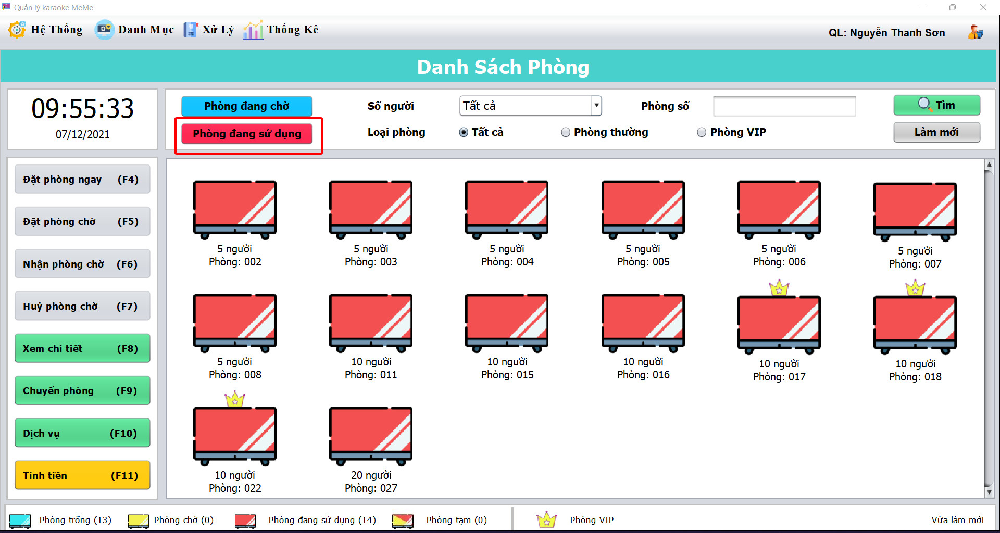 Quản lý karaoke MeMe
Hệ Thống Danh Mục Xử Lý Thống Kê
QL: Nguyễn Thanh Sơn
Danh Sách Phòng
09:55:33
07/12/2021
Phòng đang chờ Số người Tất cả Phòng số Tìm
Phòng đang sử dụng Loại phòng Tất cả Phòng thường Phòng VIP Làm mới
Đặt phòng ngay (F4)
Đặt phòng chờ (F5)
Nhận phòng chờ (F6)
Huỷ phòng chờ (F7)
Xem chi tiết (F8)
Chuyển phòng (F9)
Dịch vụ (F10)
Tính tiền (F11)
5 người
Phòng: 002
5 người
Phòng: 003
5 người
Phòng: 004
5 người
Phòng: 005
5 người
Phòng: 006
5 người
Phòng: 007
5 người
Phòng: 008
10 người
Phòng: 011
10 người
Phòng: 015
10 người
Phòng: 016
10 người
Phòng: 017
10 người
Phòng: 018
10 người
Phòng: 022
20 người
Phòng: 027
Phòng trống (13) Phòng chờ (0) Phòng đang sử dụng (14) Phòng tạm (0) Phòng VIP Vừa làm mới